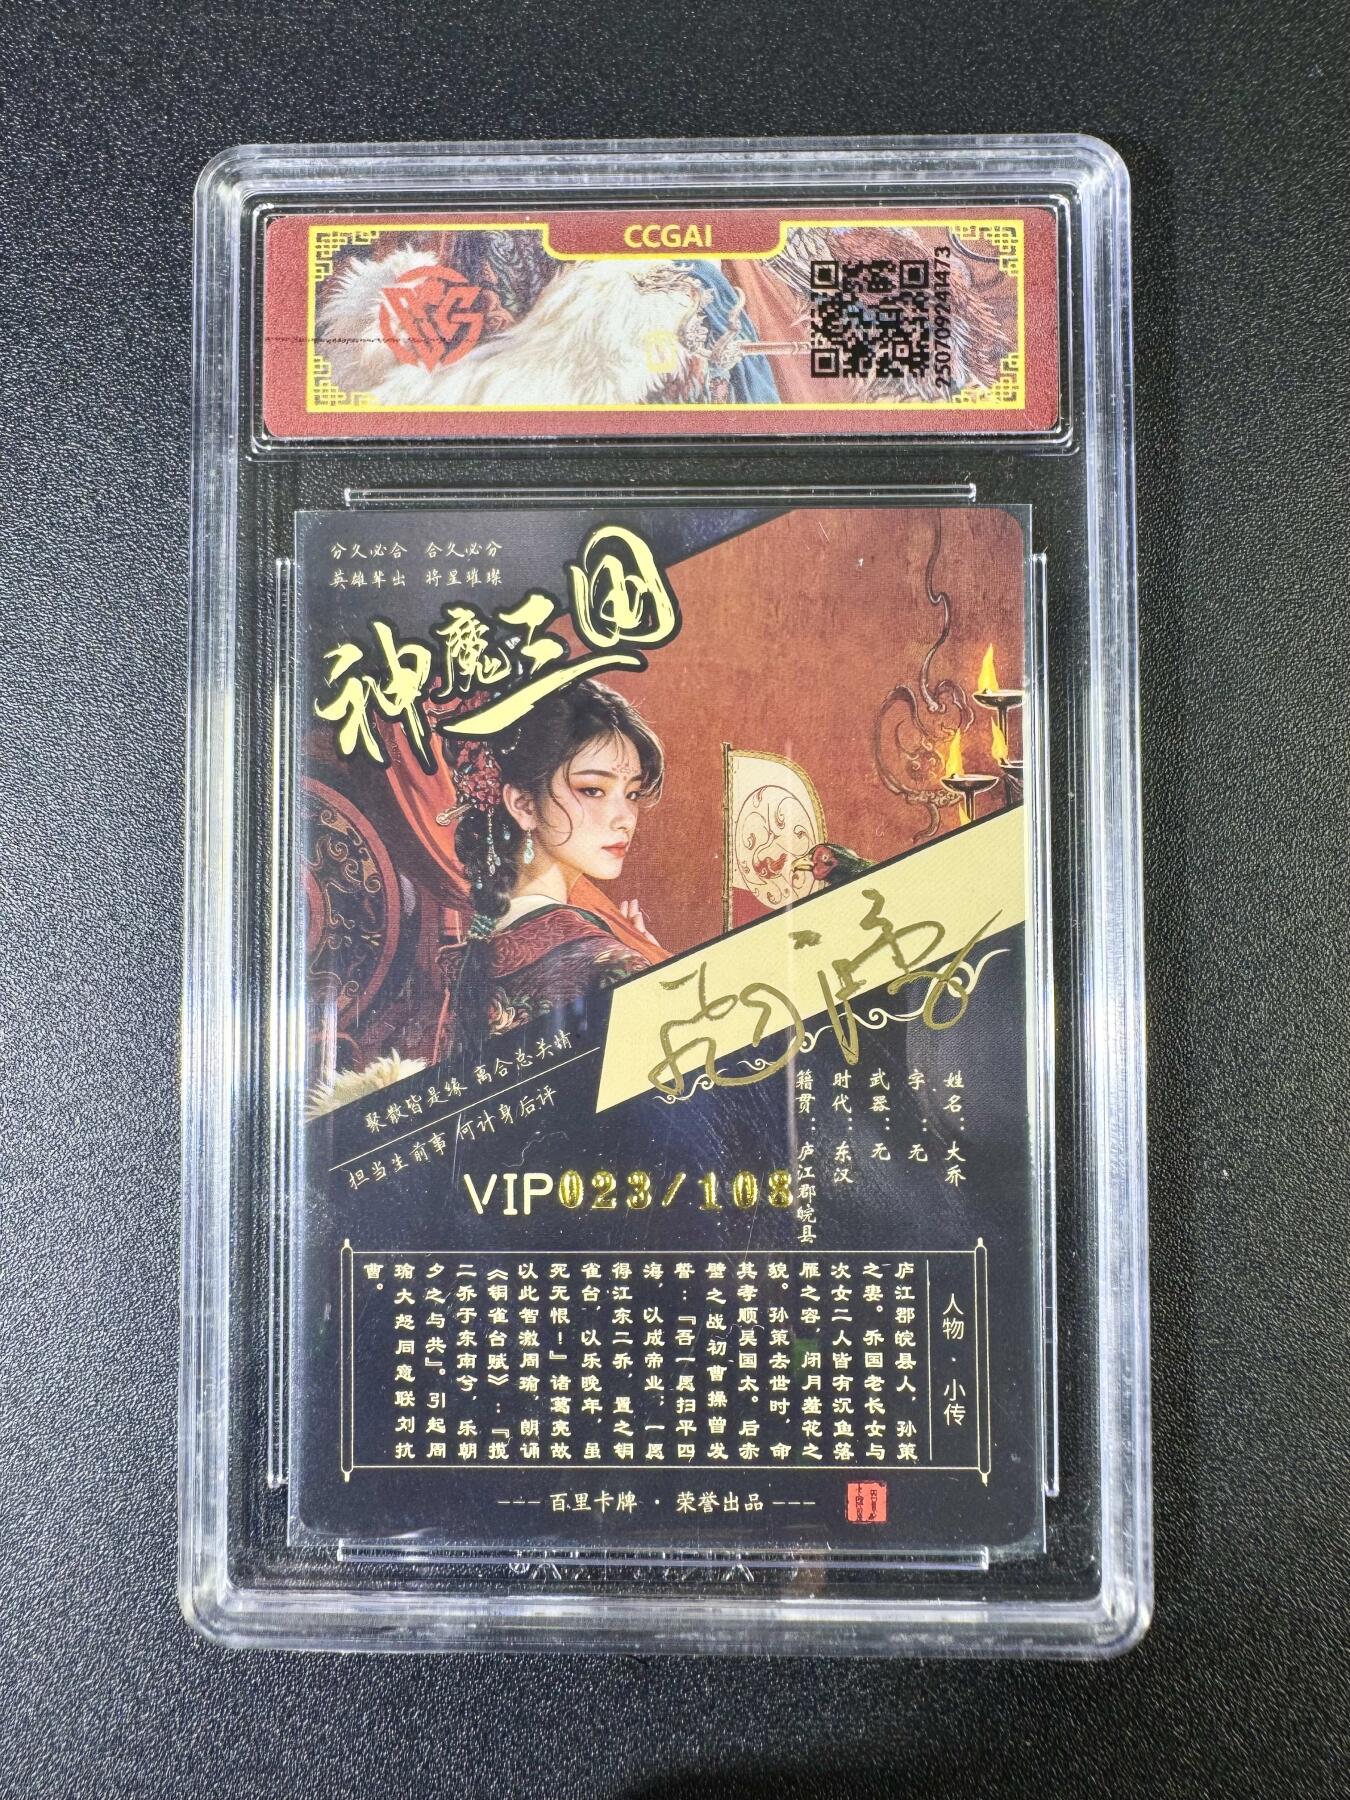 CCGAI
250709241473
分久必合 合久必分
英雄辈出 将星璀璨
神魔三国
聚散皆是缘 离合总关情
担当生前事 何计身后评
姓名：大乔
字：无
武器：无
时代：东汉
籍贯：庐江郡皖县
VIP023/108
人物·小传
庐江郡皖县人，孙策
之妻。乔国老长女与
次女二人皆有沉鱼落
雁之容，闭月羞花之
貌。孙策去世时，命
其孝顺吴国太。后赤
壁之战初曹操曾发
誓：『吾一愿扫平四
海，以成帝业，一愿
得江东二乔，置之铜
雀台，以乐晚年，虽
死无恨！』诸葛亮故
以此智激周瑜，朗诵
《铜雀台赋》：『揽
二乔于东南兮，乐朝
夕之与共』。引起周
瑜大怒同意联刘抗
曹。
--- 百里卡牌 · 荣誉出品 ---